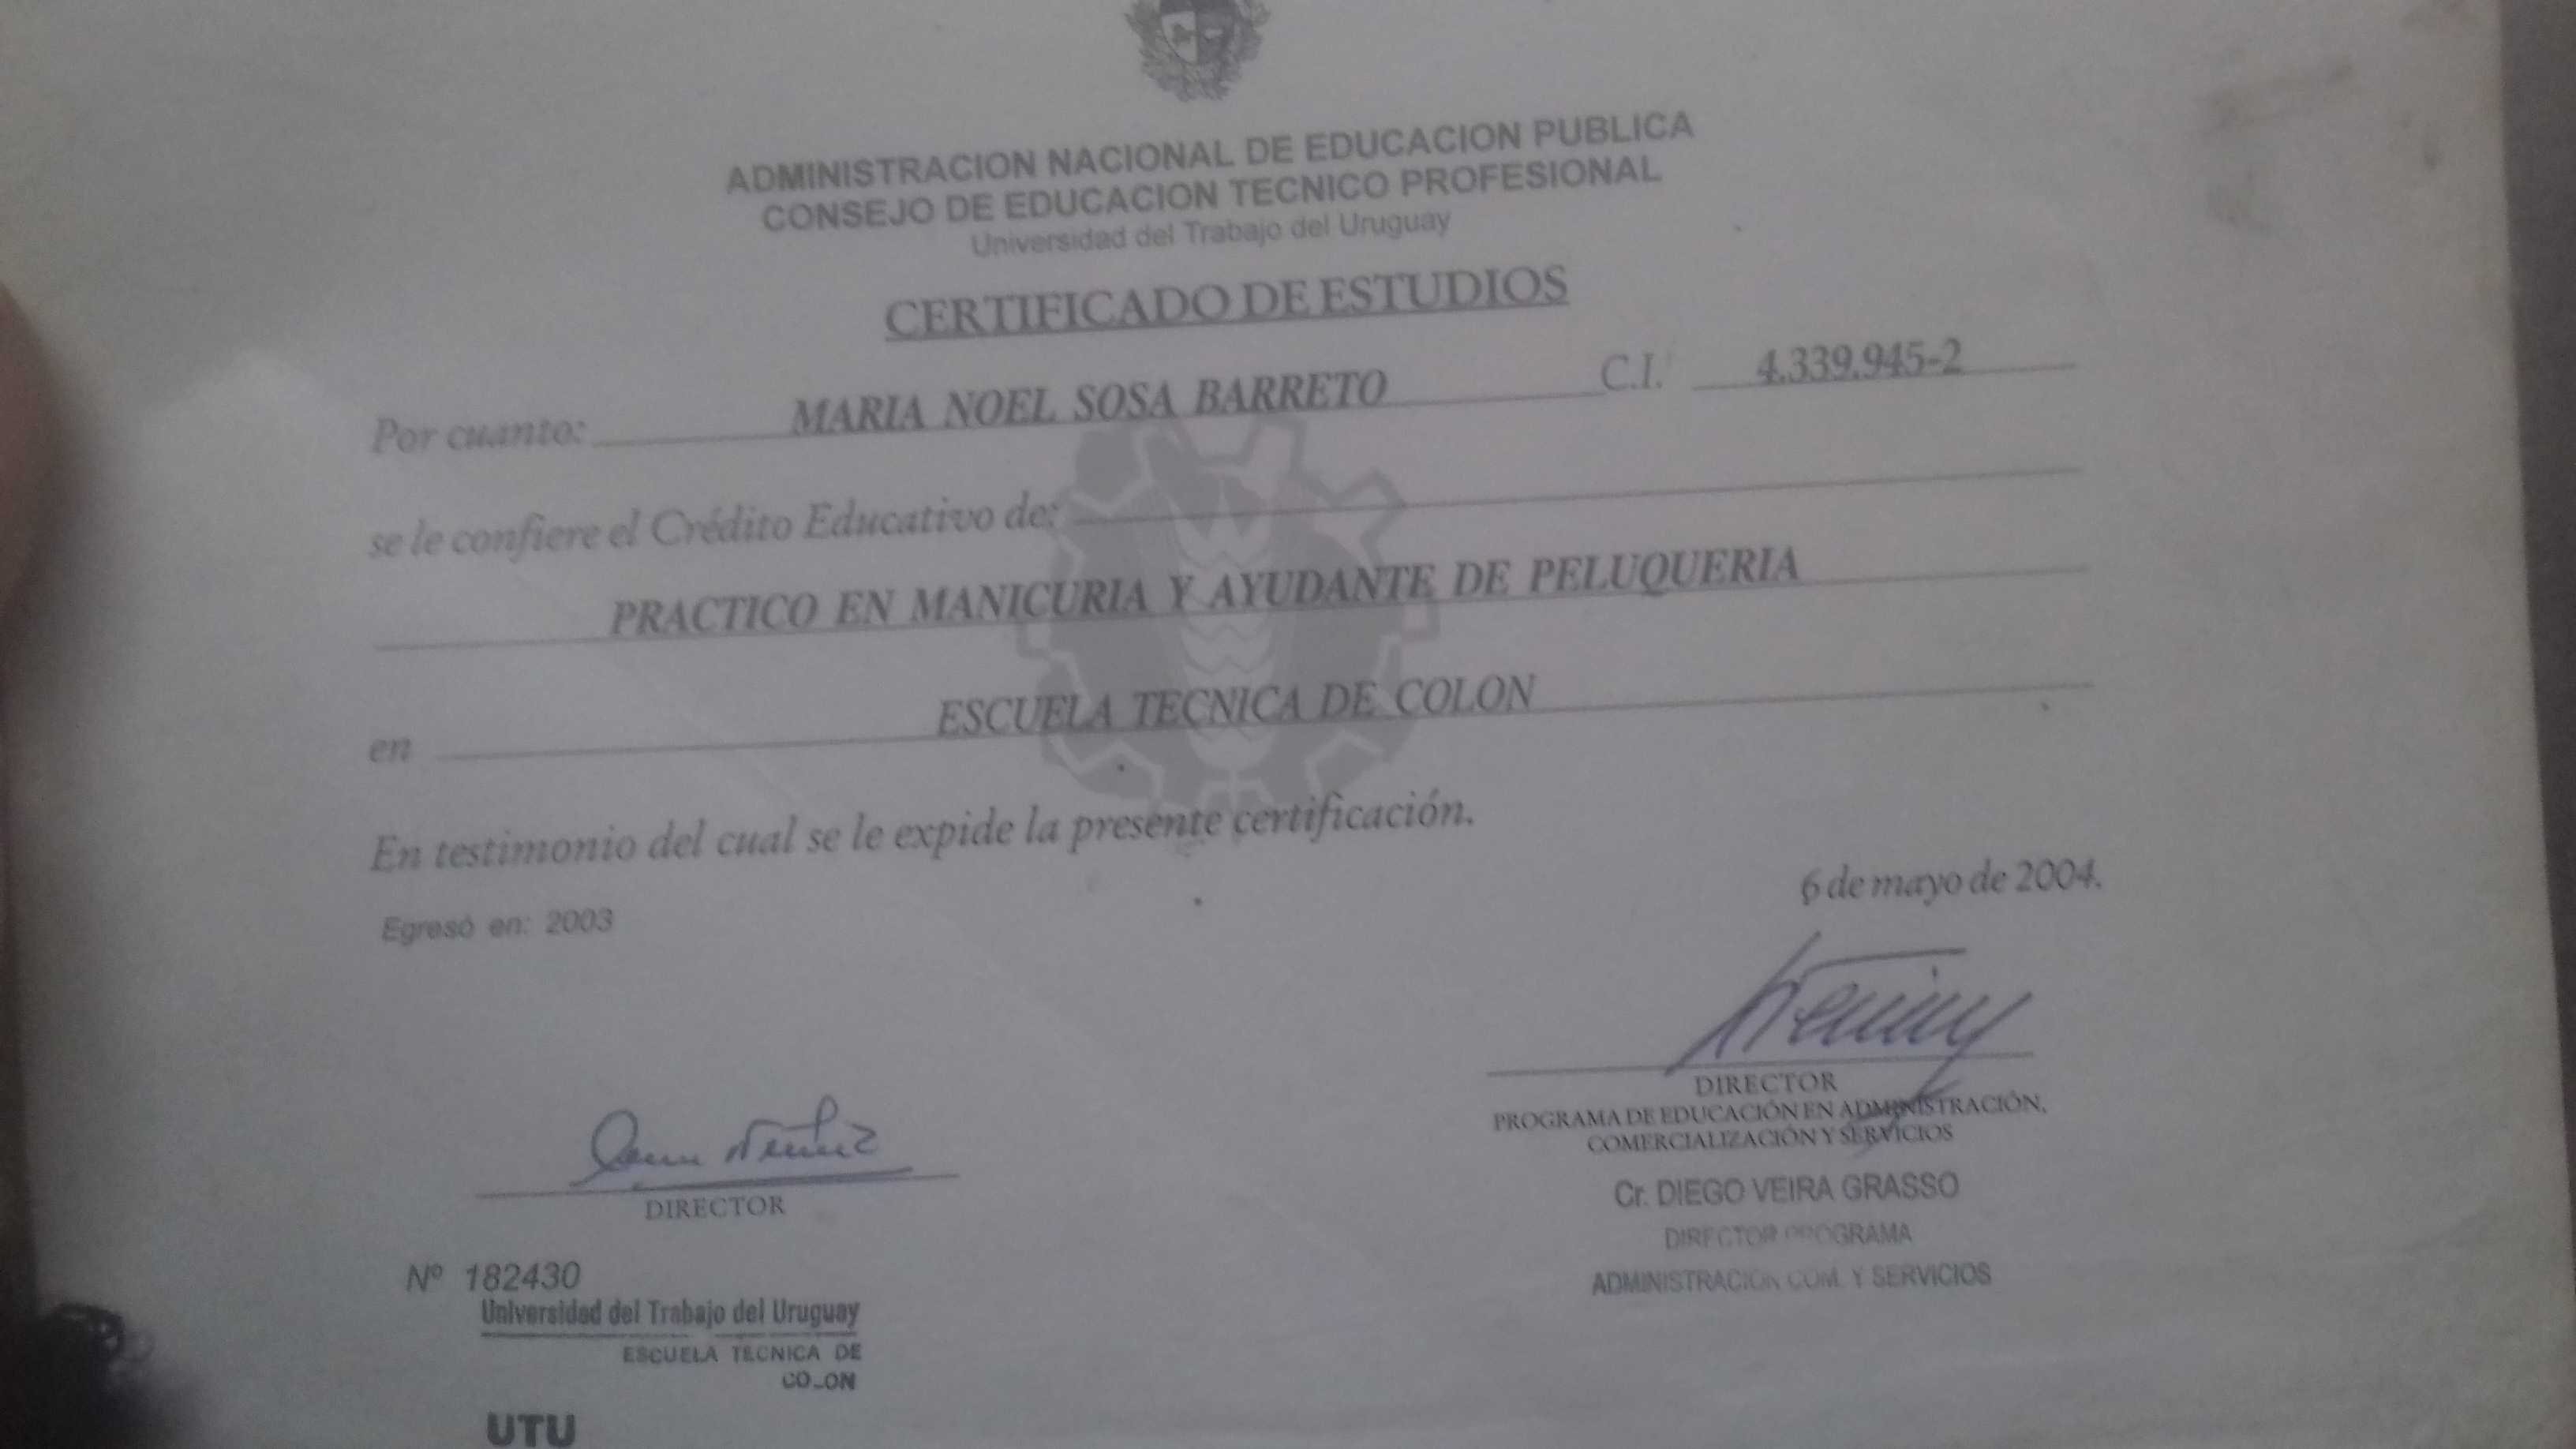 ADMINISTRACION NACIONAL DE EDUCACION PUBLICA
CONSEJO DE EDUCACION TECNICO PROFESIONAL
Universidad del Trabajo del Uruguay
CERTIFICADO DE ESTUDIOS
Por cuanto: MARIA NOEL SOSA BARRETO C.I. 4.339.945-2
se le confiere el Crédito Educativo de:
PRACTICO EN MANICURIA Y AYUDANTE DE PELUQUERIA
en ESCUELA TECNICA DE COLON
En testimonio del cual se le expide la presente certificación.
6 de mayo de 2004.
Egresó en: 2003
DIRECTOR
PROGRAMA DE EDUCACIÓN EN ADMINISTRACIÓN,
COMERCIALIZACIÓN Y SERVICIOS
Cr. DIEGO VEIRA GRASSO
DIRECTOR PROGRAMA
ADMINISTRACION COM. Y SERVICIOS
DIRECTOR
Nº 182430
Universidad del Trabajo del Uruguay
ESCUELA TECNICA DE
COLON
UTU